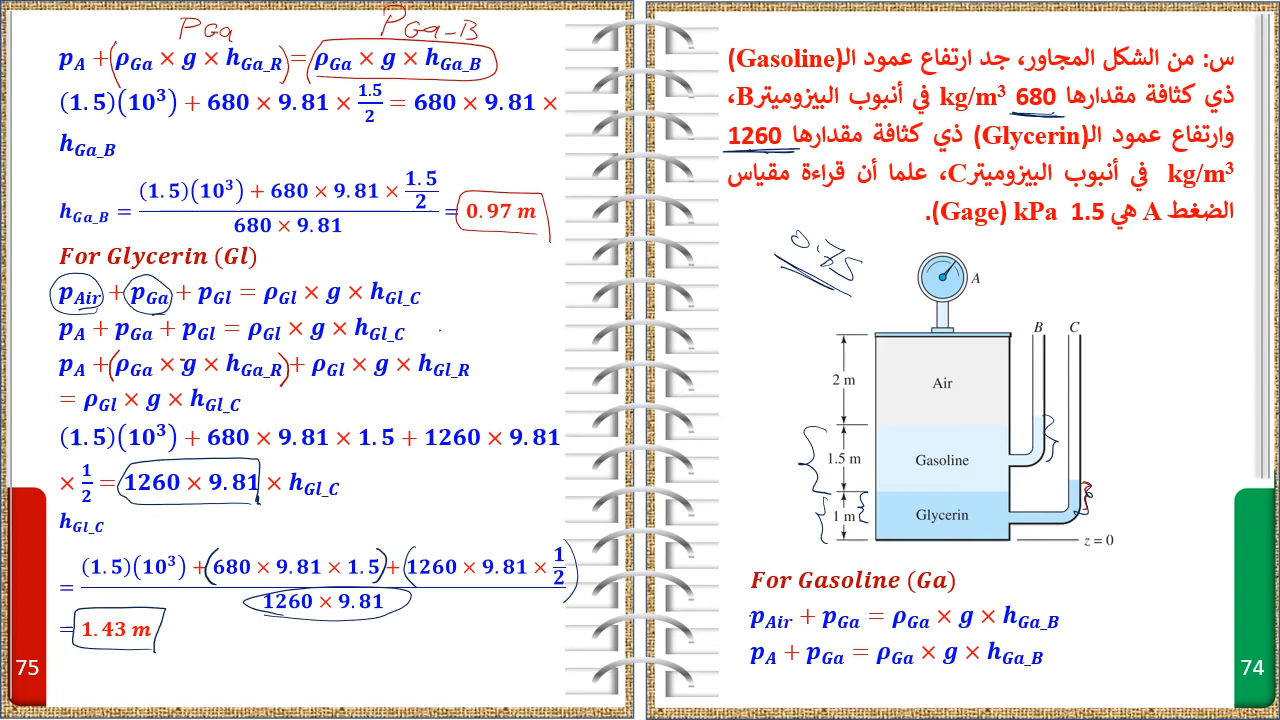 س: من الشكل المجاور، جد ارتفاع عمود الـ(Gasoline)
ذي كثافة مقدارها 680 kg/m³ في أنبوب البيزوميترB،
وارتفاع عمود الـ(Glycerin) ذي كثافة مقدارها 1260
kg/m³ في أنبوب البيزوميترC، علما أن قراءة مقياس
الضغط A هي 1.5 kPa (Gage).
0.75
A
B C
2 m
Air
1.5 m
Gasoline
1 m
Glycerin
z = 0
For Gasoline (Ga)
p_Air + p_Ga = ρ_Ga × g × h_Ga_B
p_A + p_Ga = ρ_Ga × g × h_Ga_B
74
P_Ga P_Ga-B
p_A + (ρ_Ga × g × h_Ga_R) = ρ_Ga × g × h_Ga_B
(1.5)(10³) + 680 × 9.81 × 1.5/2 = 680 × 9.81 ×
h_Ga_B
h_Ga_B = ((1.5)(10³) + 680 × 9.81 × 1.5/2)/(680 × 9.81) = 0.97 m
For Glycerin (Gl)
p_Air + p_Ga + p_Gl = ρ_Gl × g × h_Gl_C
p_A + p_Ga + p_Gl = ρ_Gl × g × h_Gl_C
p_A + (ρ_Ga × g × h_Ga_R) + ρ_Gl × g × h_Gl_R
= ρ_Gl × g × h_Gl_C
(1.5)(10³) + 680 × 9.81 × 1.5 + 1260 × 9.81
× 1/2 = 1260 × 9.81 × h_Gl_C
h_Gl_C
= ((1.5)(10³) + (680 × 9.81 × 1.5) + (1260 × 9.81 × 1/2))/(1260 × 9.81)
= 1.43 m
75